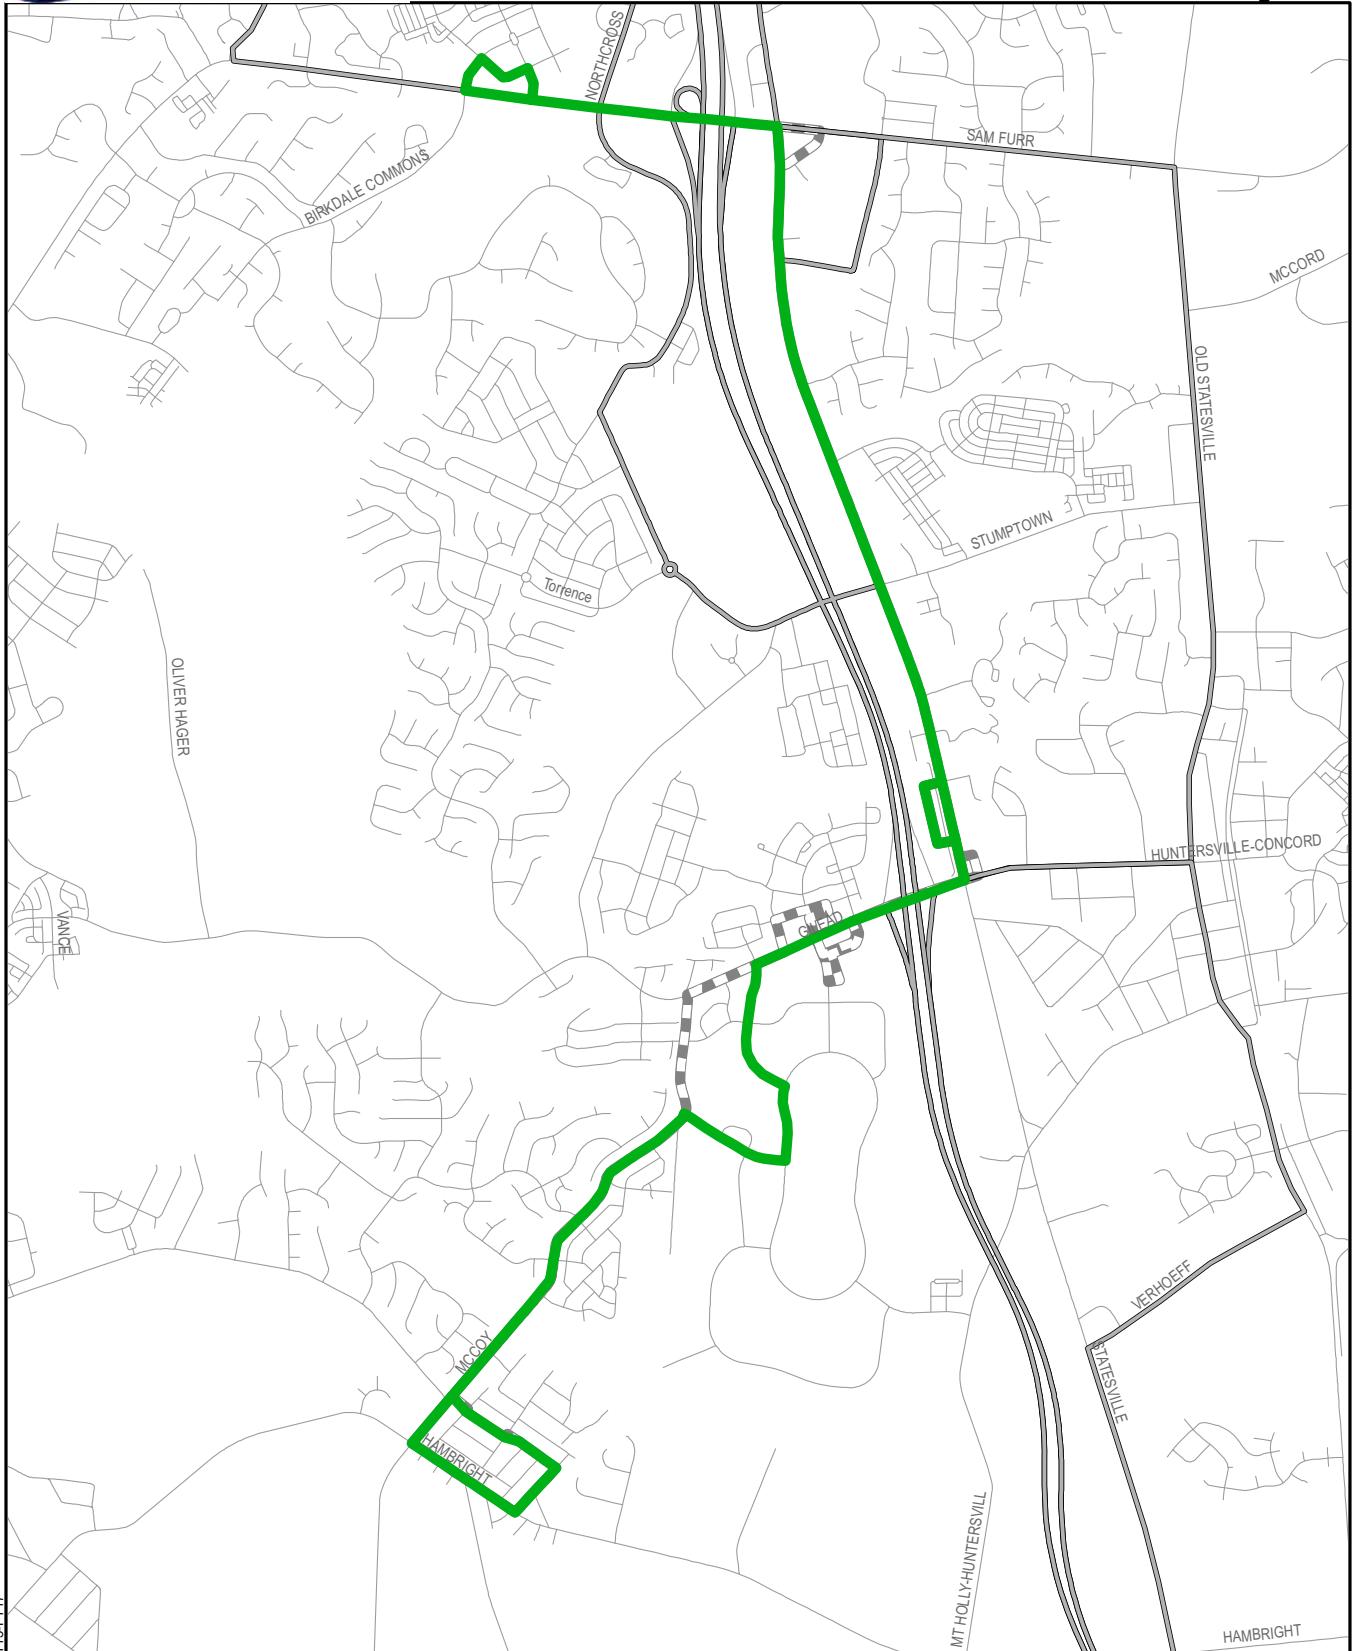 NORTHCROSS
SAM FURR
BIRKDALE COMMONS
MCCORD
OLD STATESVILLE
STUMPTOWN
Torrence
OLIVER HAGER
HUNTERSVILLE-CONCORD
VANCE
GILEAD
VERHOEFF
MCCOY
STATESVILLE
HAMBRIGHT
MT HOLLY-HUNTERSVILL
HAMBRIGHT